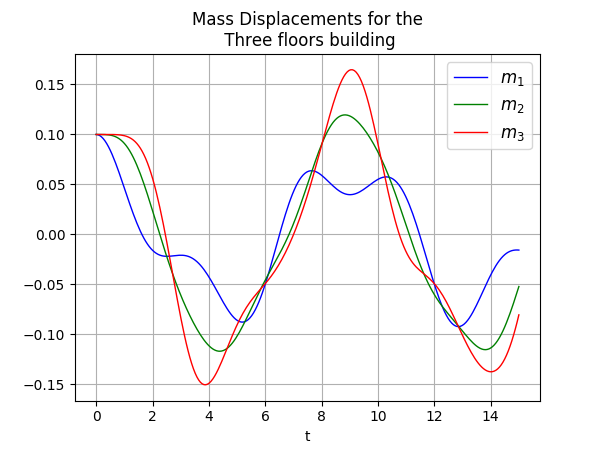 Mass Displacements for the
Three floors building
m₁
m₂
m₃
0.15
0.10
0.05
0.00
−0.05
−0.10
−0.15
0 2 4 6 8 10 12 14
t